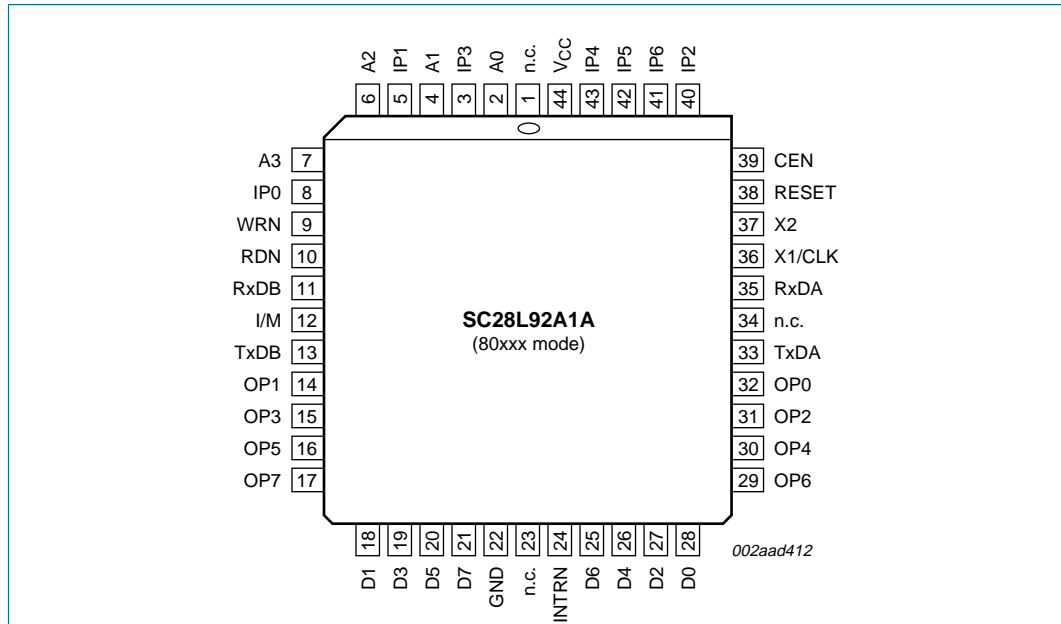 A2 IP1 A1 IP3 A0 n.c. VCC IP4 IP5 IP6 IP2
6 5 4 3 2 1 44 43 42 41 40
A3 7
IP0 8
WRN 9
RDN 10
RxDB 11
I/M 12
TxDB 13
OP1 14
OP3 15
OP5 16
OP7 17
SC28L92A1A
(80xxx mode)
39 CEN
38 RESET
37 X2
36 X1/CLK
35 RxDA
34 n.c.
33 TxDA
32 OP0
31 OP2
30 OP4
29 OP6
18 19 20 21 22 23 24 25 26 27 28
D1 D3 D5 D7 GND n.c. INTRN D6 D4 D2 D0
002aad412